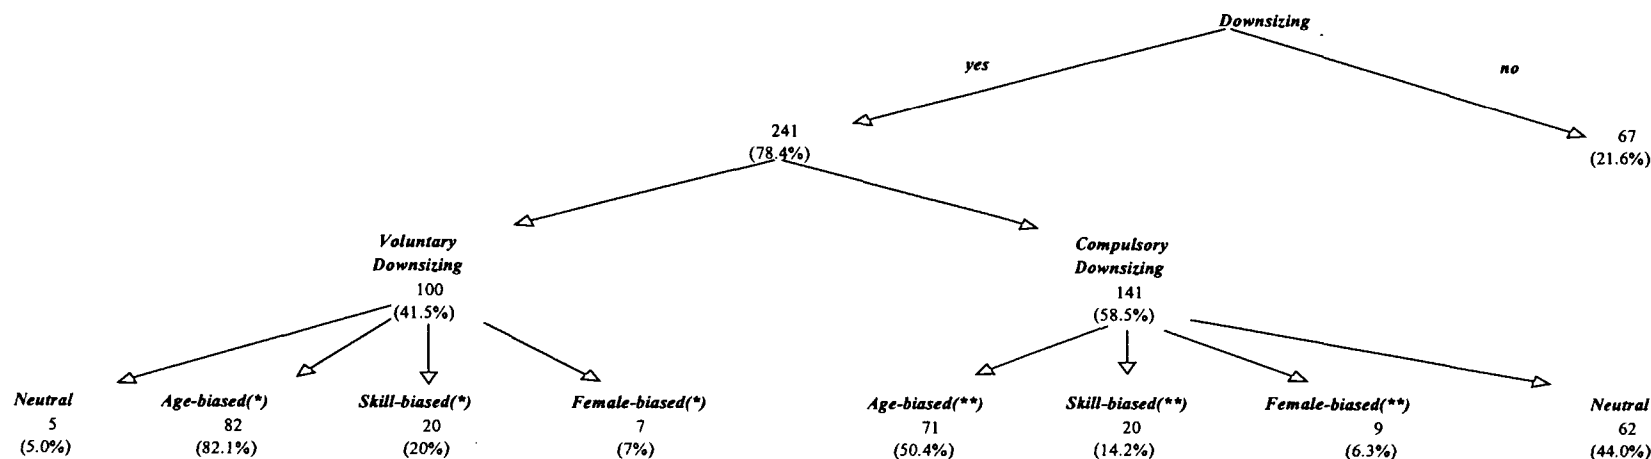 Downsizing
yes
no
241
(78.4%)
67
(21.6%)
Voluntary
Downsizing
100
(41.5%)
Compulsory
Downsizing
141
(58.5%)
Neutral
5
(5.0%)
Age-biased(*)
82
(82.1%)
Skill-biased(*)
20
(20%)
Female-biased(*)
7
(7%)
Age-biased(**)
71
(50.4%)
Skill-biased(**)
20
(14.2%)
Female-biased(**)
9
(6.3%)
Neutral
62
(44.0%)